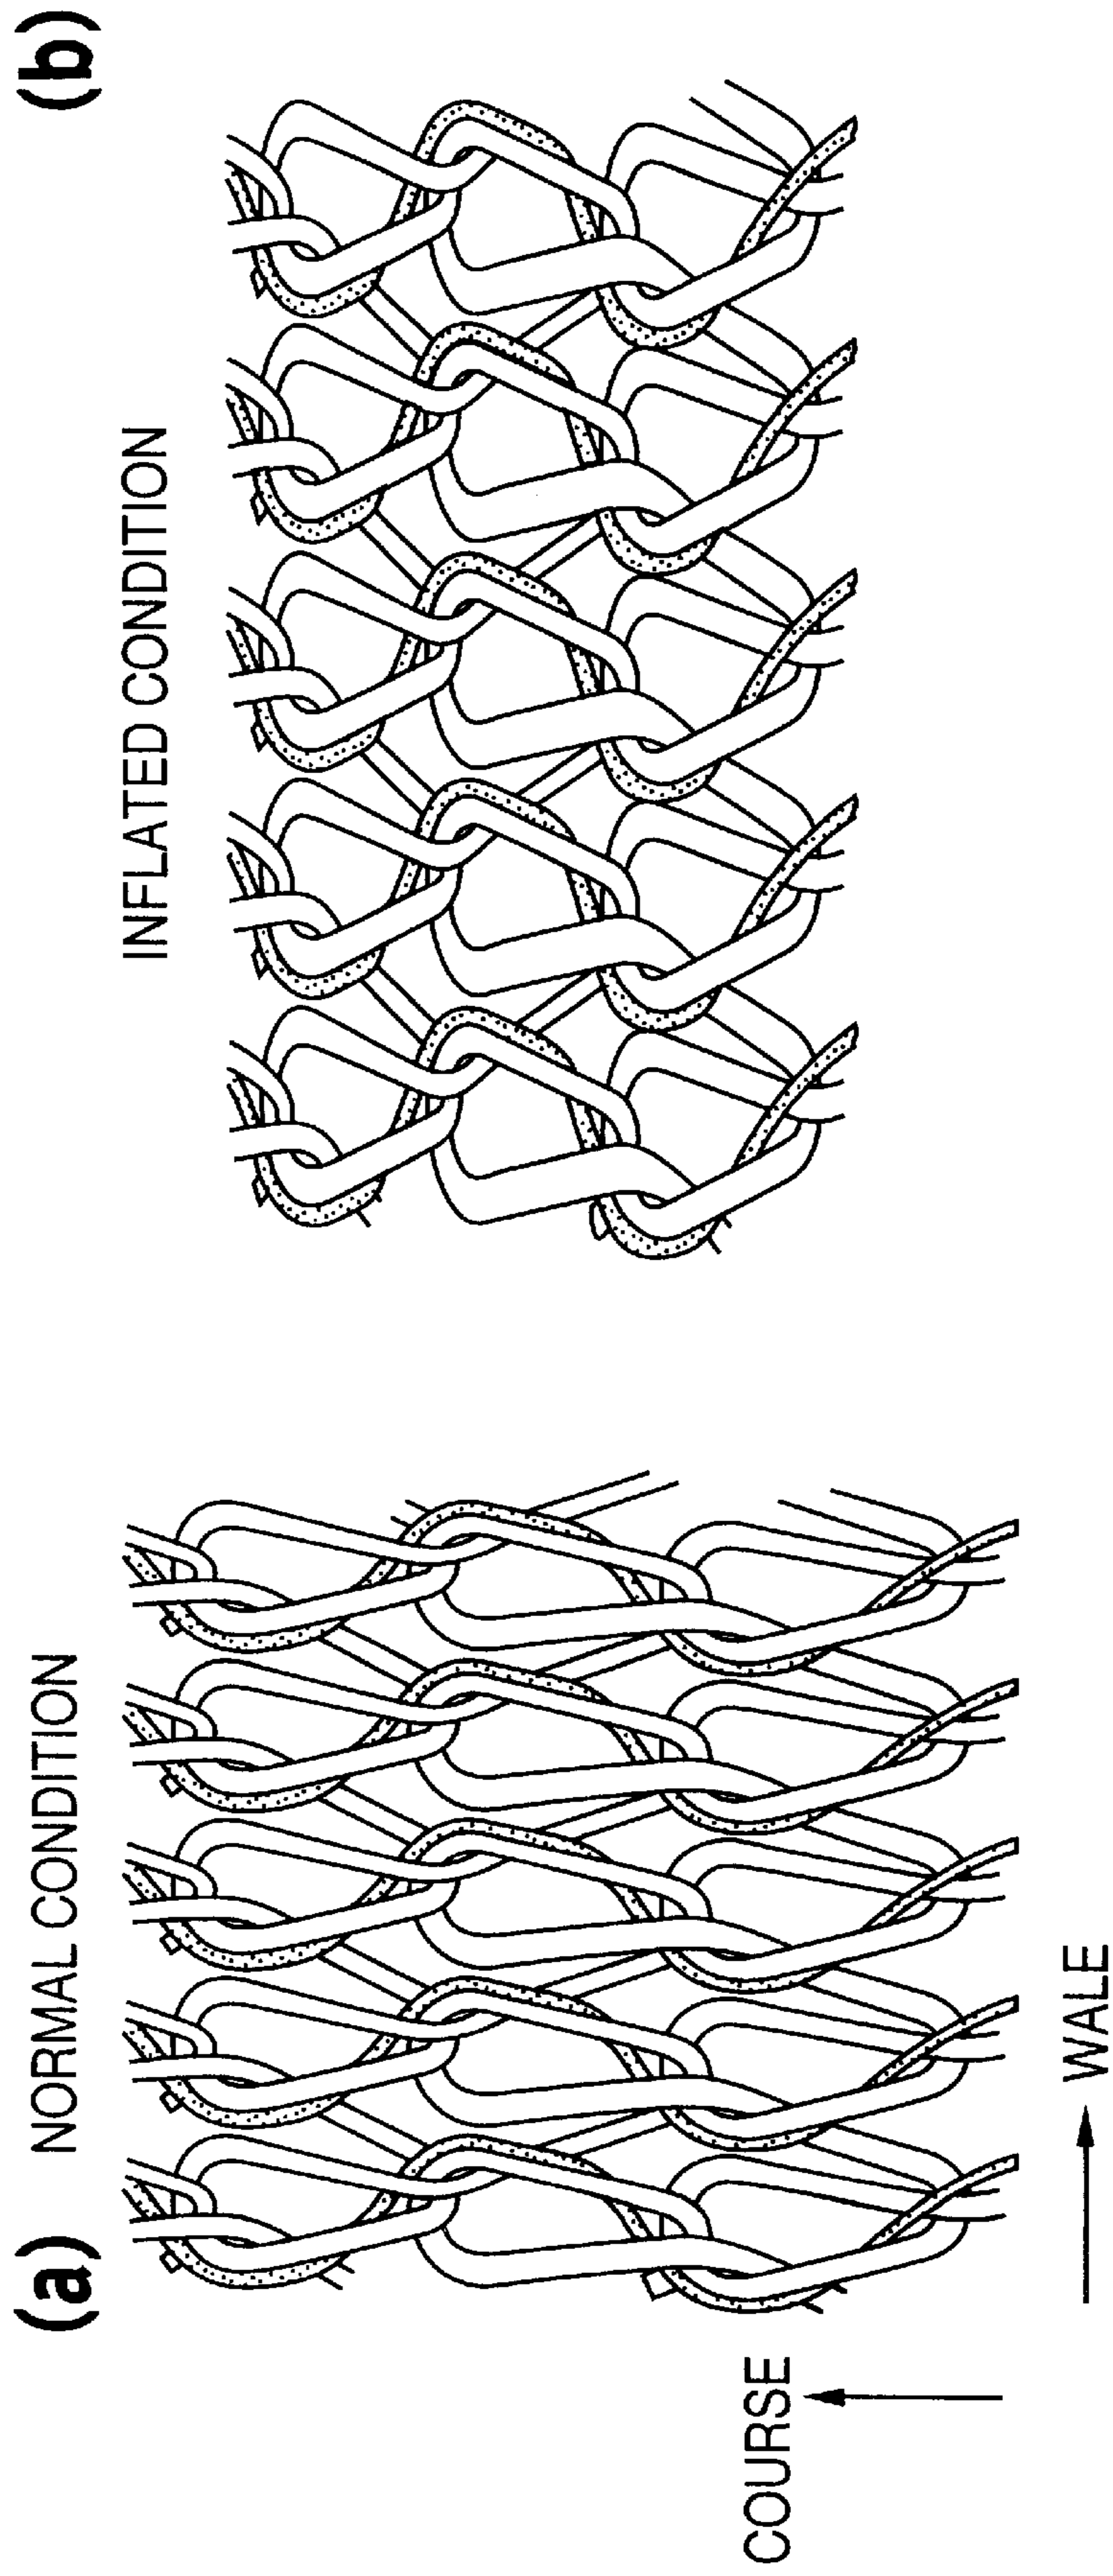 (a)
NORMAL CONDITION
(b)
INFLATED CONDITION
COURSE
WALE